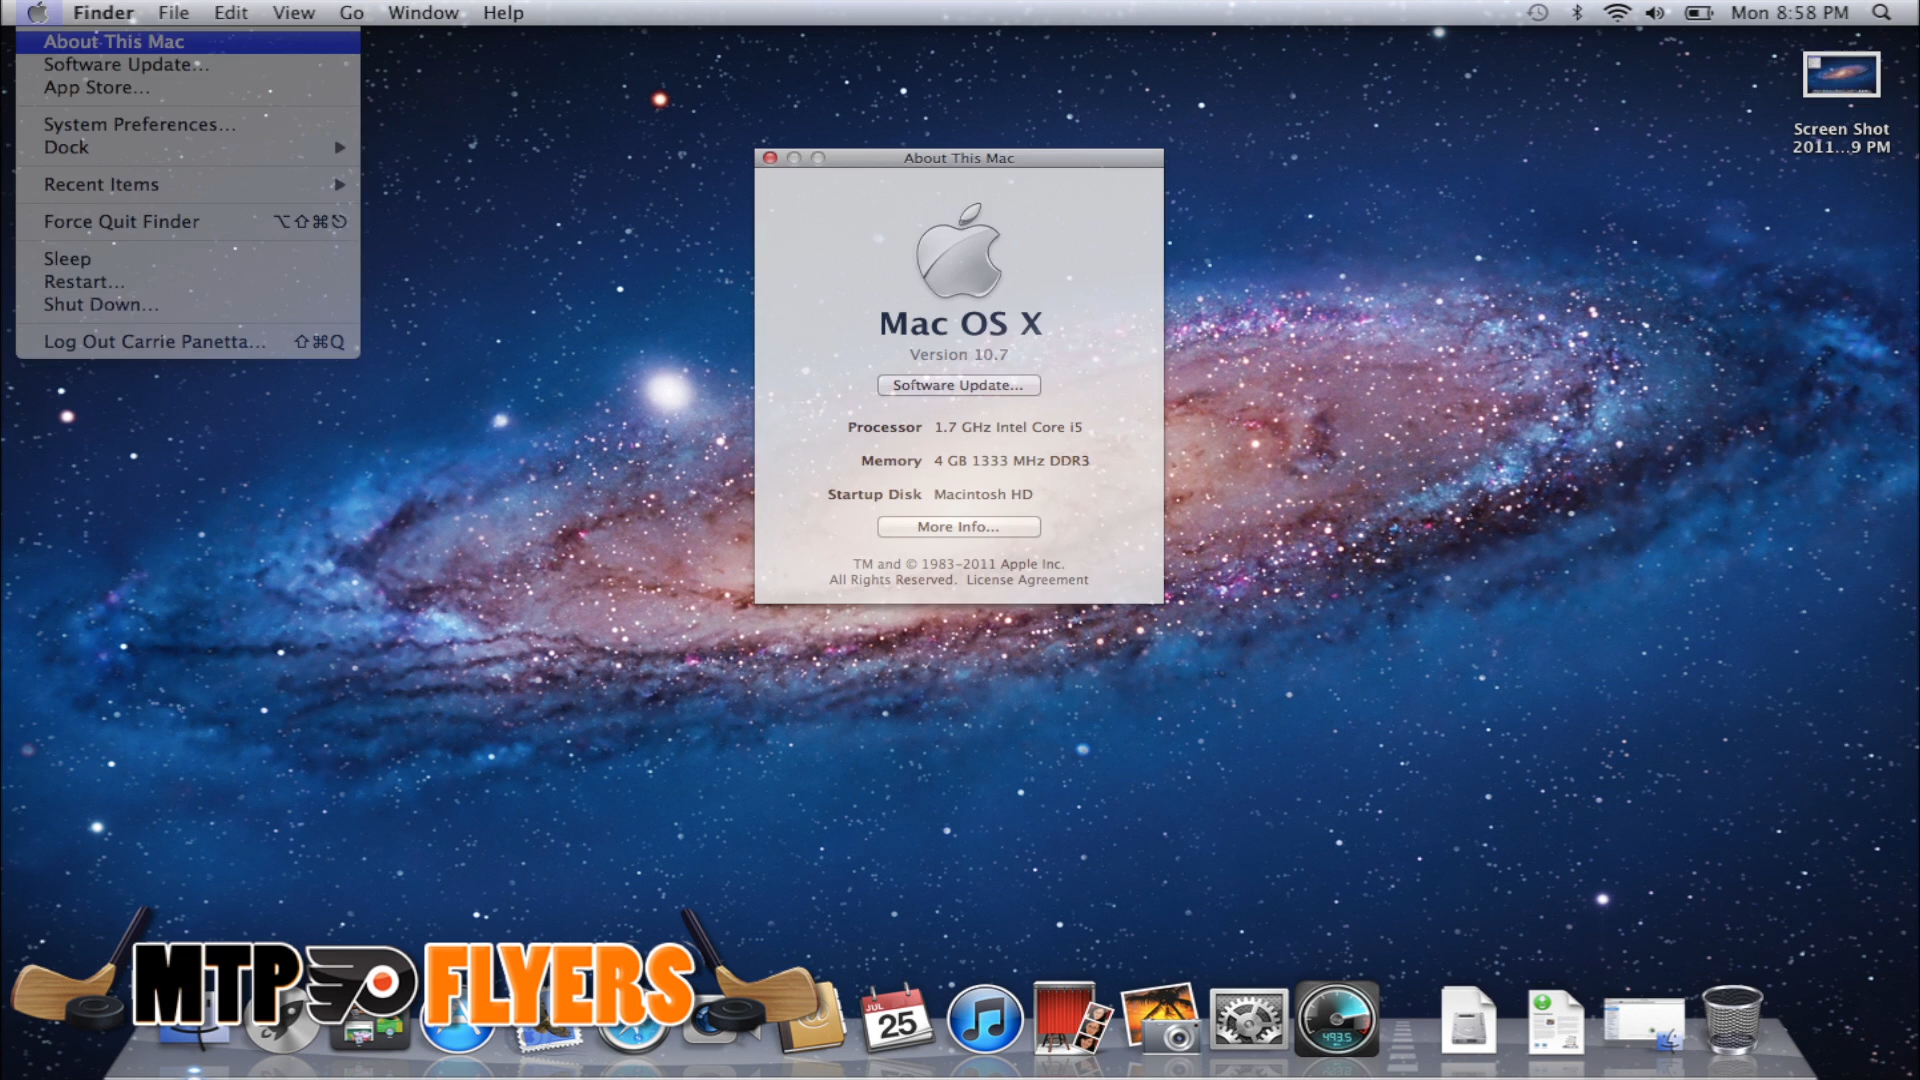 Finder File Edit View Go Window Help Mon 8:58 PM
About This Mac
Software Update...
App Store...
System Preferences...
Dock
Recent Items
Force Quit Finder ⌥⇧⌘⎋
Sleep
Restart...
Shut Down...
Log Out Carrie Panetta... ⇧⌘Q
Screen Shot
2011...9 PM
About This Mac
Mac OS X
Version 10.7
Software Update...
Processor 1.7 GHz Intel Core i5
Memory 4 GB 1333 MHz DDR3
Startup Disk Macintosh HD
More Info...
TM and © 1983-2011 Apple Inc.
All Rights Reserved. License Agreement
MTP FLYERS
JUL
25
493.5